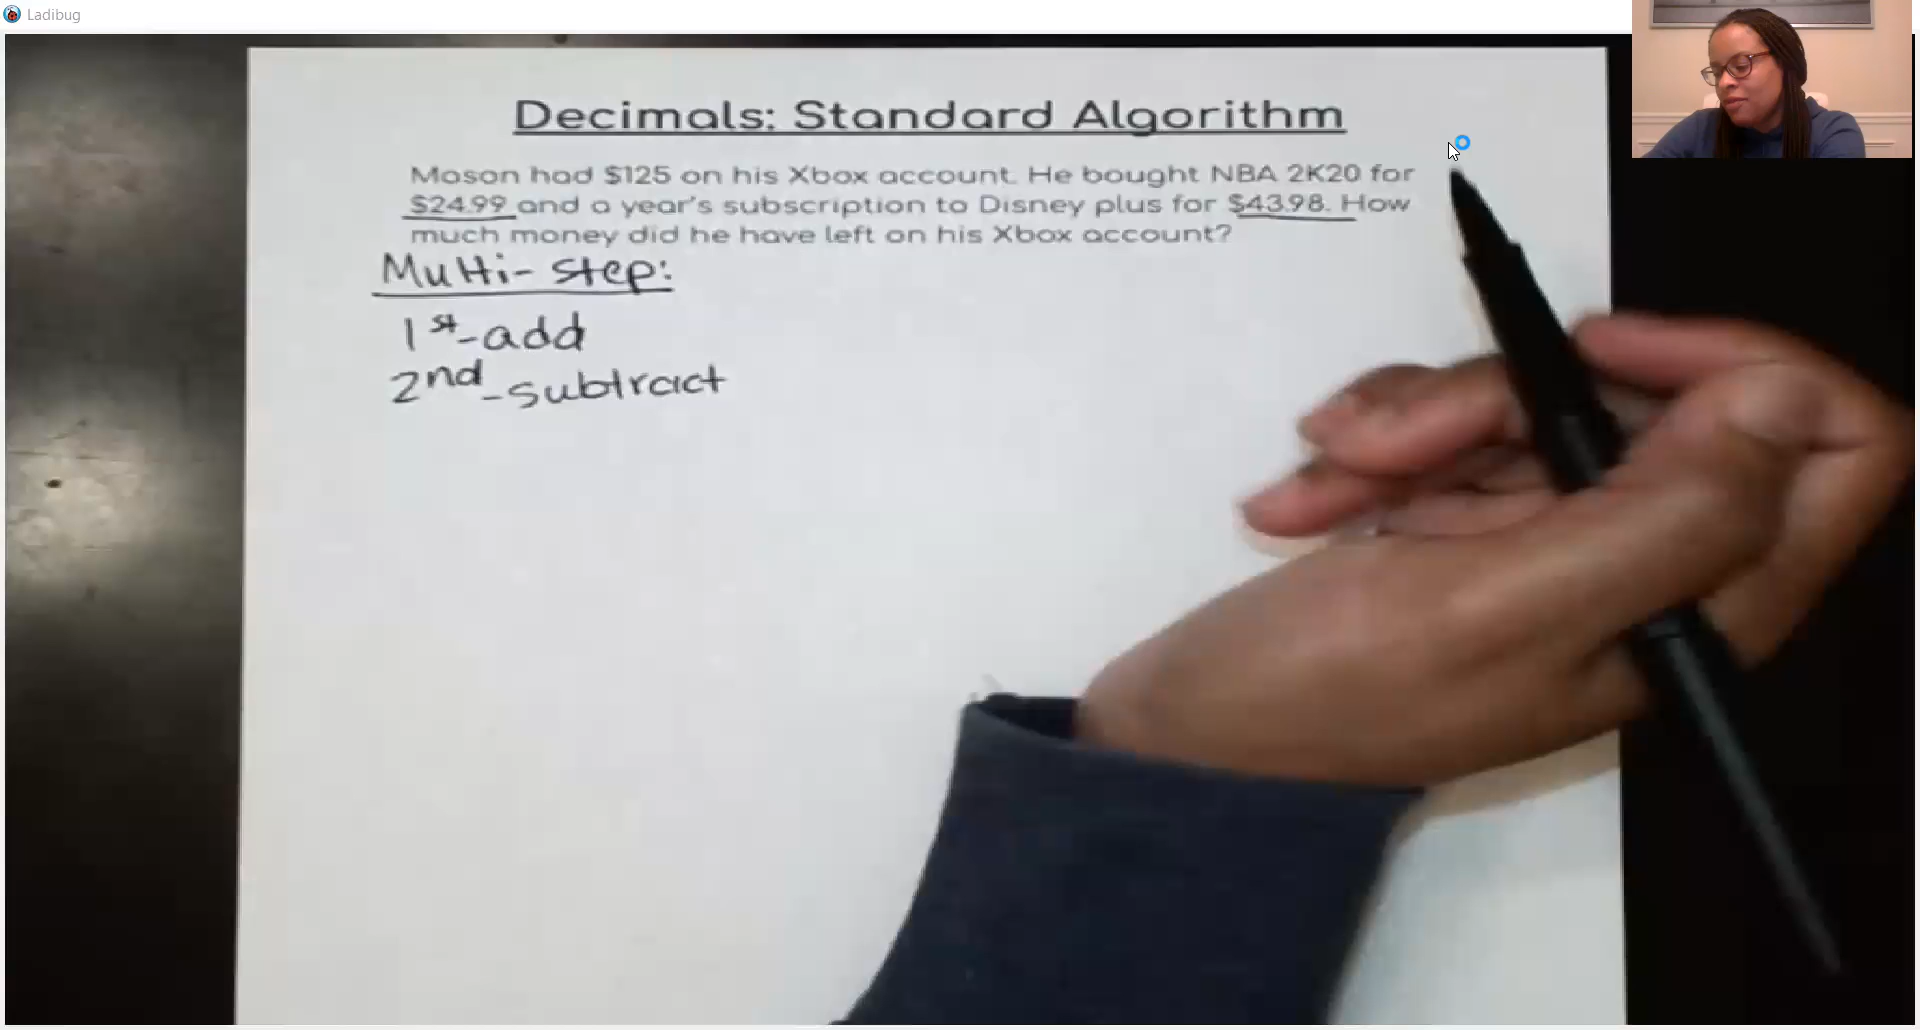 Ladibug
Decimals: Standard Algorithm
Mason had $125 on his Xbox account. He bought NBA 2K20 for
$24.99 and a year's subscription to Disney plus for $43.98. How
much money did he have left on his Xbox account?
Multi-step:
1st-add
2nd-subtract